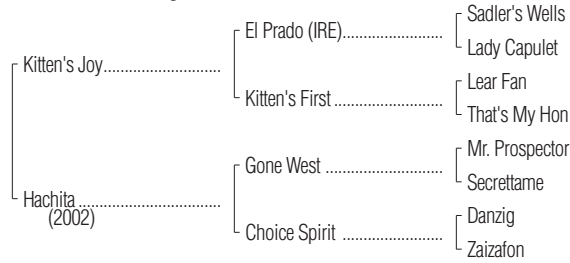 Sadler's Wells
El Prado (IRE)......................
Lady Capulet
Kitten's Joy..........................
Lear Fan
Kitten's First ........................
That's My Hon
Mr. Prospector
Gone West ..........................
Secrettame
Hachita ................................
(2002)
Danzig
Choice Spirit ......................
Zaizafon